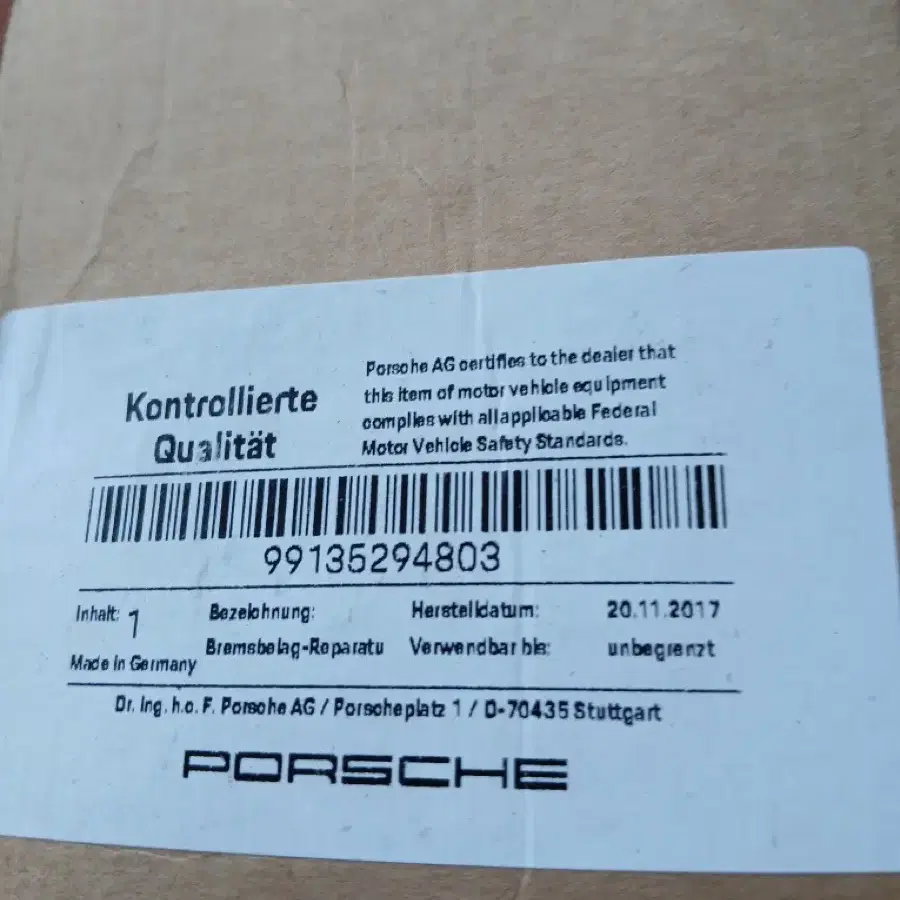 Kontrollierte
Qualität
Porsche AG certifies to the dealer that
this item of motor vehicle equipment
complies with all applicable Federal
Motor Vehicle Safety Standards.
99135294803
Inhalt: 1
Made in Germany
Bezeichnung:
Bremsbelag-Reparatu
Herstelldatum: 20.11.2017
Verwendbar bis: unbegrenzt
Dr. Ing. h.c. F. Porsche AG / Porscheplatz 1 / D-70435 Stuttgart
PORSCHE